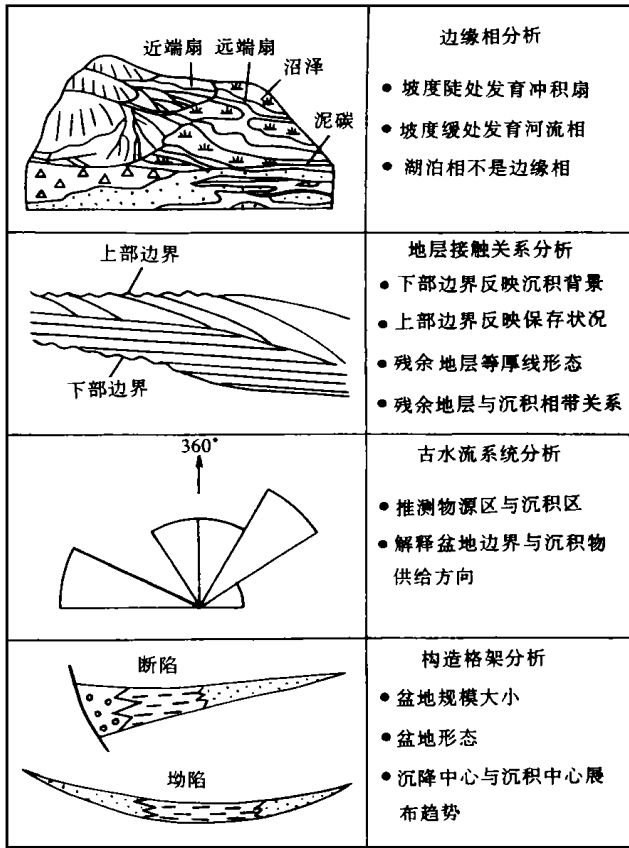 近端扇
远端扇
沼泽
泥碳
边缘相分析
• 坡度陡处发育冲积扇
• 坡度缓处发育河流相
• 湖泊相不是边缘相
上部边界
下部边界
地层接触关系分析
• 下部边界反映沉积背景
• 上部边界反映保存状况
• 残余地层等厚线形态
• 残余地层与沉积相带关系
360°
古水流系统分析
• 推测物源区与沉积区
• 解释盆地边界与沉积物
供给方向
断陷
坳陷
构造格架分析
• 盆地规模大小
• 盆地形态
• 沉降中心与沉积中心展
布趋势